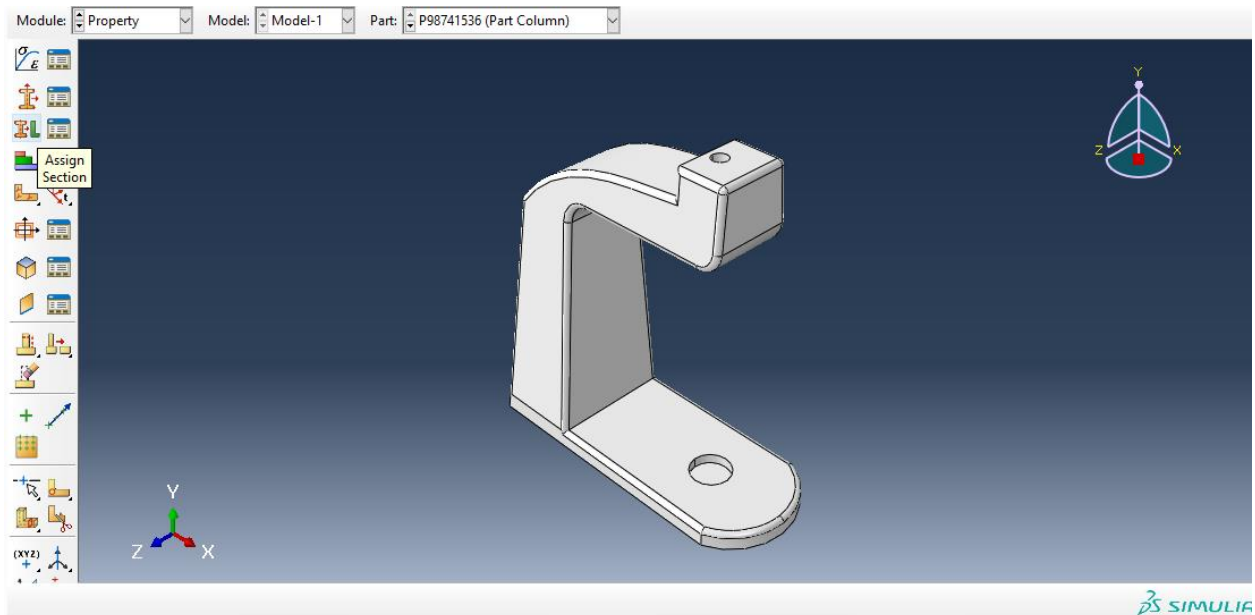 Module: Property Model: Model-1 Part: P98741536 (Part Column)
σ
ε
Assign
Section
t
(XYZ)
Y
Z X
Y
Z X
SIMULIA